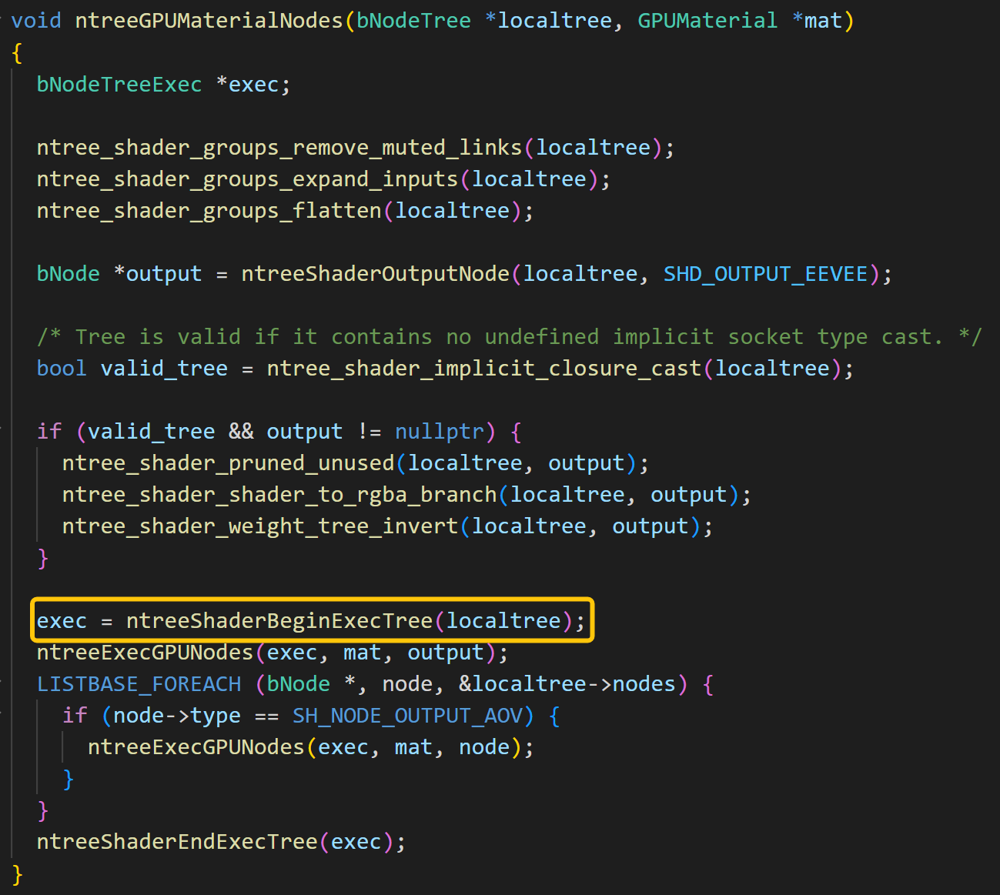 void ntreeGPUMaterialNodes(bNodeTree *localtree, GPUMaterial *mat)
{
  bNodeTreeExec *exec;

  ntree_shader_groups_remove_muted_links(localtree);
  ntree_shader_groups_expand_inputs(localtree);
  ntree_shader_groups_flatten(localtree);

  bNode *output = ntreeShaderOutputNode(localtree, SHD_OUTPUT_EEVEE);

  /* Tree is valid if it contains no undefined implicit socket type cast. */
  bool valid_tree = ntree_shader_implicit_closure_cast(localtree);

  if (valid_tree && output != nullptr) {
    ntree_shader_pruned_unused(localtree, output);
    ntree_shader_shader_to_rgba_branch(localtree, output);
    ntree_shader_weight_tree_invert(localtree, output);
  }

  exec = ntreeShaderBeginExecTree(localtree);
  ntreeExecGPUNodes(exec, mat, output);
  LISTBASE_FOREACH (bNode *, node, &localtree->nodes) {
    if (node->type == SH_NODE_OUTPUT_AOV) {
      ntreeExecGPUNodes(exec, mat, node);
    }
  }
  ntreeShaderEndExecTree(exec);
}